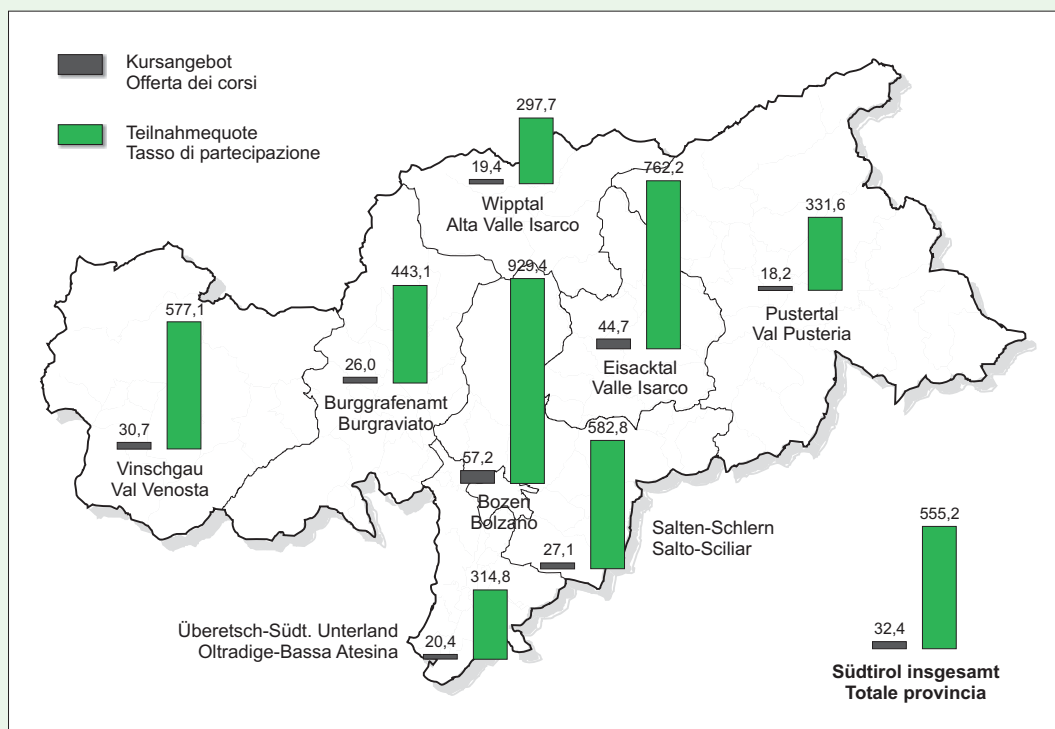 Kursangebot
Offerta dei corsi
Teilnahmequote
Tasso di partecipazione
297,7
19,4
Wipptal
Alta Valle Isarco
762,2
44,7
Eisacktal
Valle Isarco
331,6
18,2
Pustertal
Val Pusteria
577,1
30,7
Vinschgau
Val Venosta
443,1
26,0
Burggrafenamt
Burgraviato
929,4
57,2
Bozen
Bolzano
582,8
27,1
Salten-Schlern
Salto-Sciliar
314,8
20,4
Überetsch-Südt. Unterland
Oltradige-Bassa Atesina
555,2
32,4
Südtirol insgesamt
Totale provincia